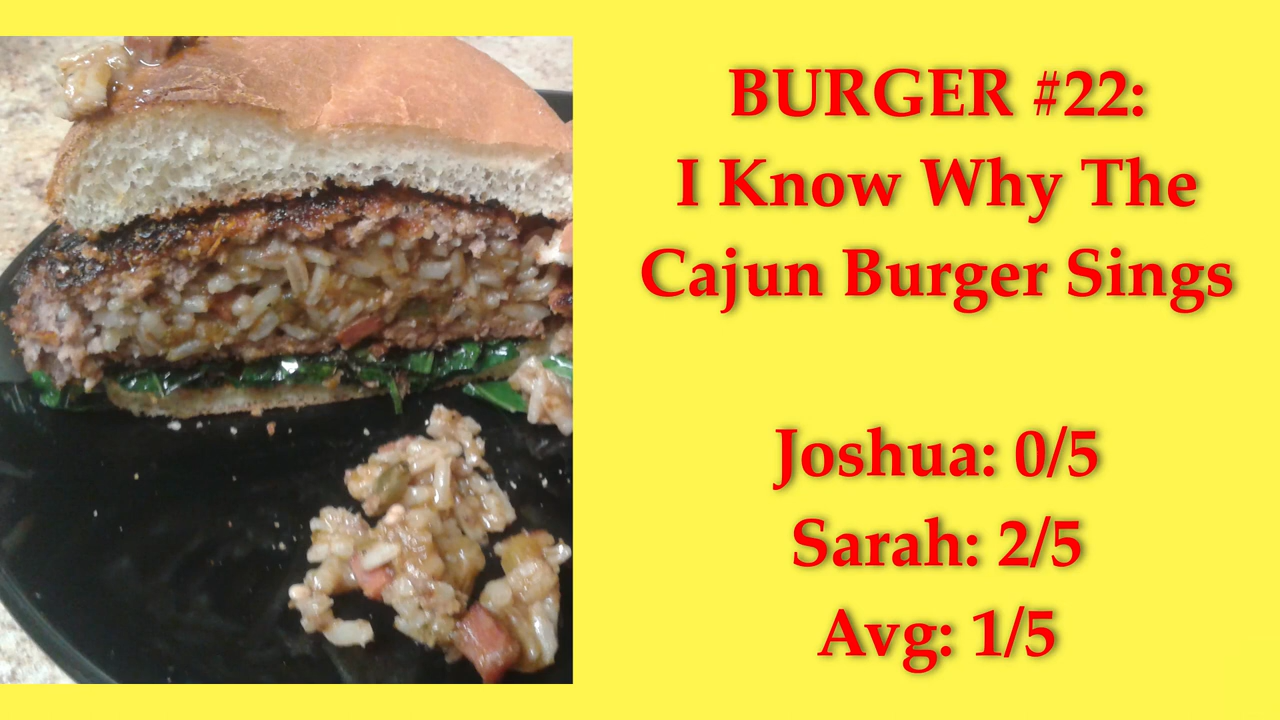 BURGER #22:
I Know Why The
Cajun Burger Sings
Joshua: 0/5
Sarah: 2/5
Avg: 1/5